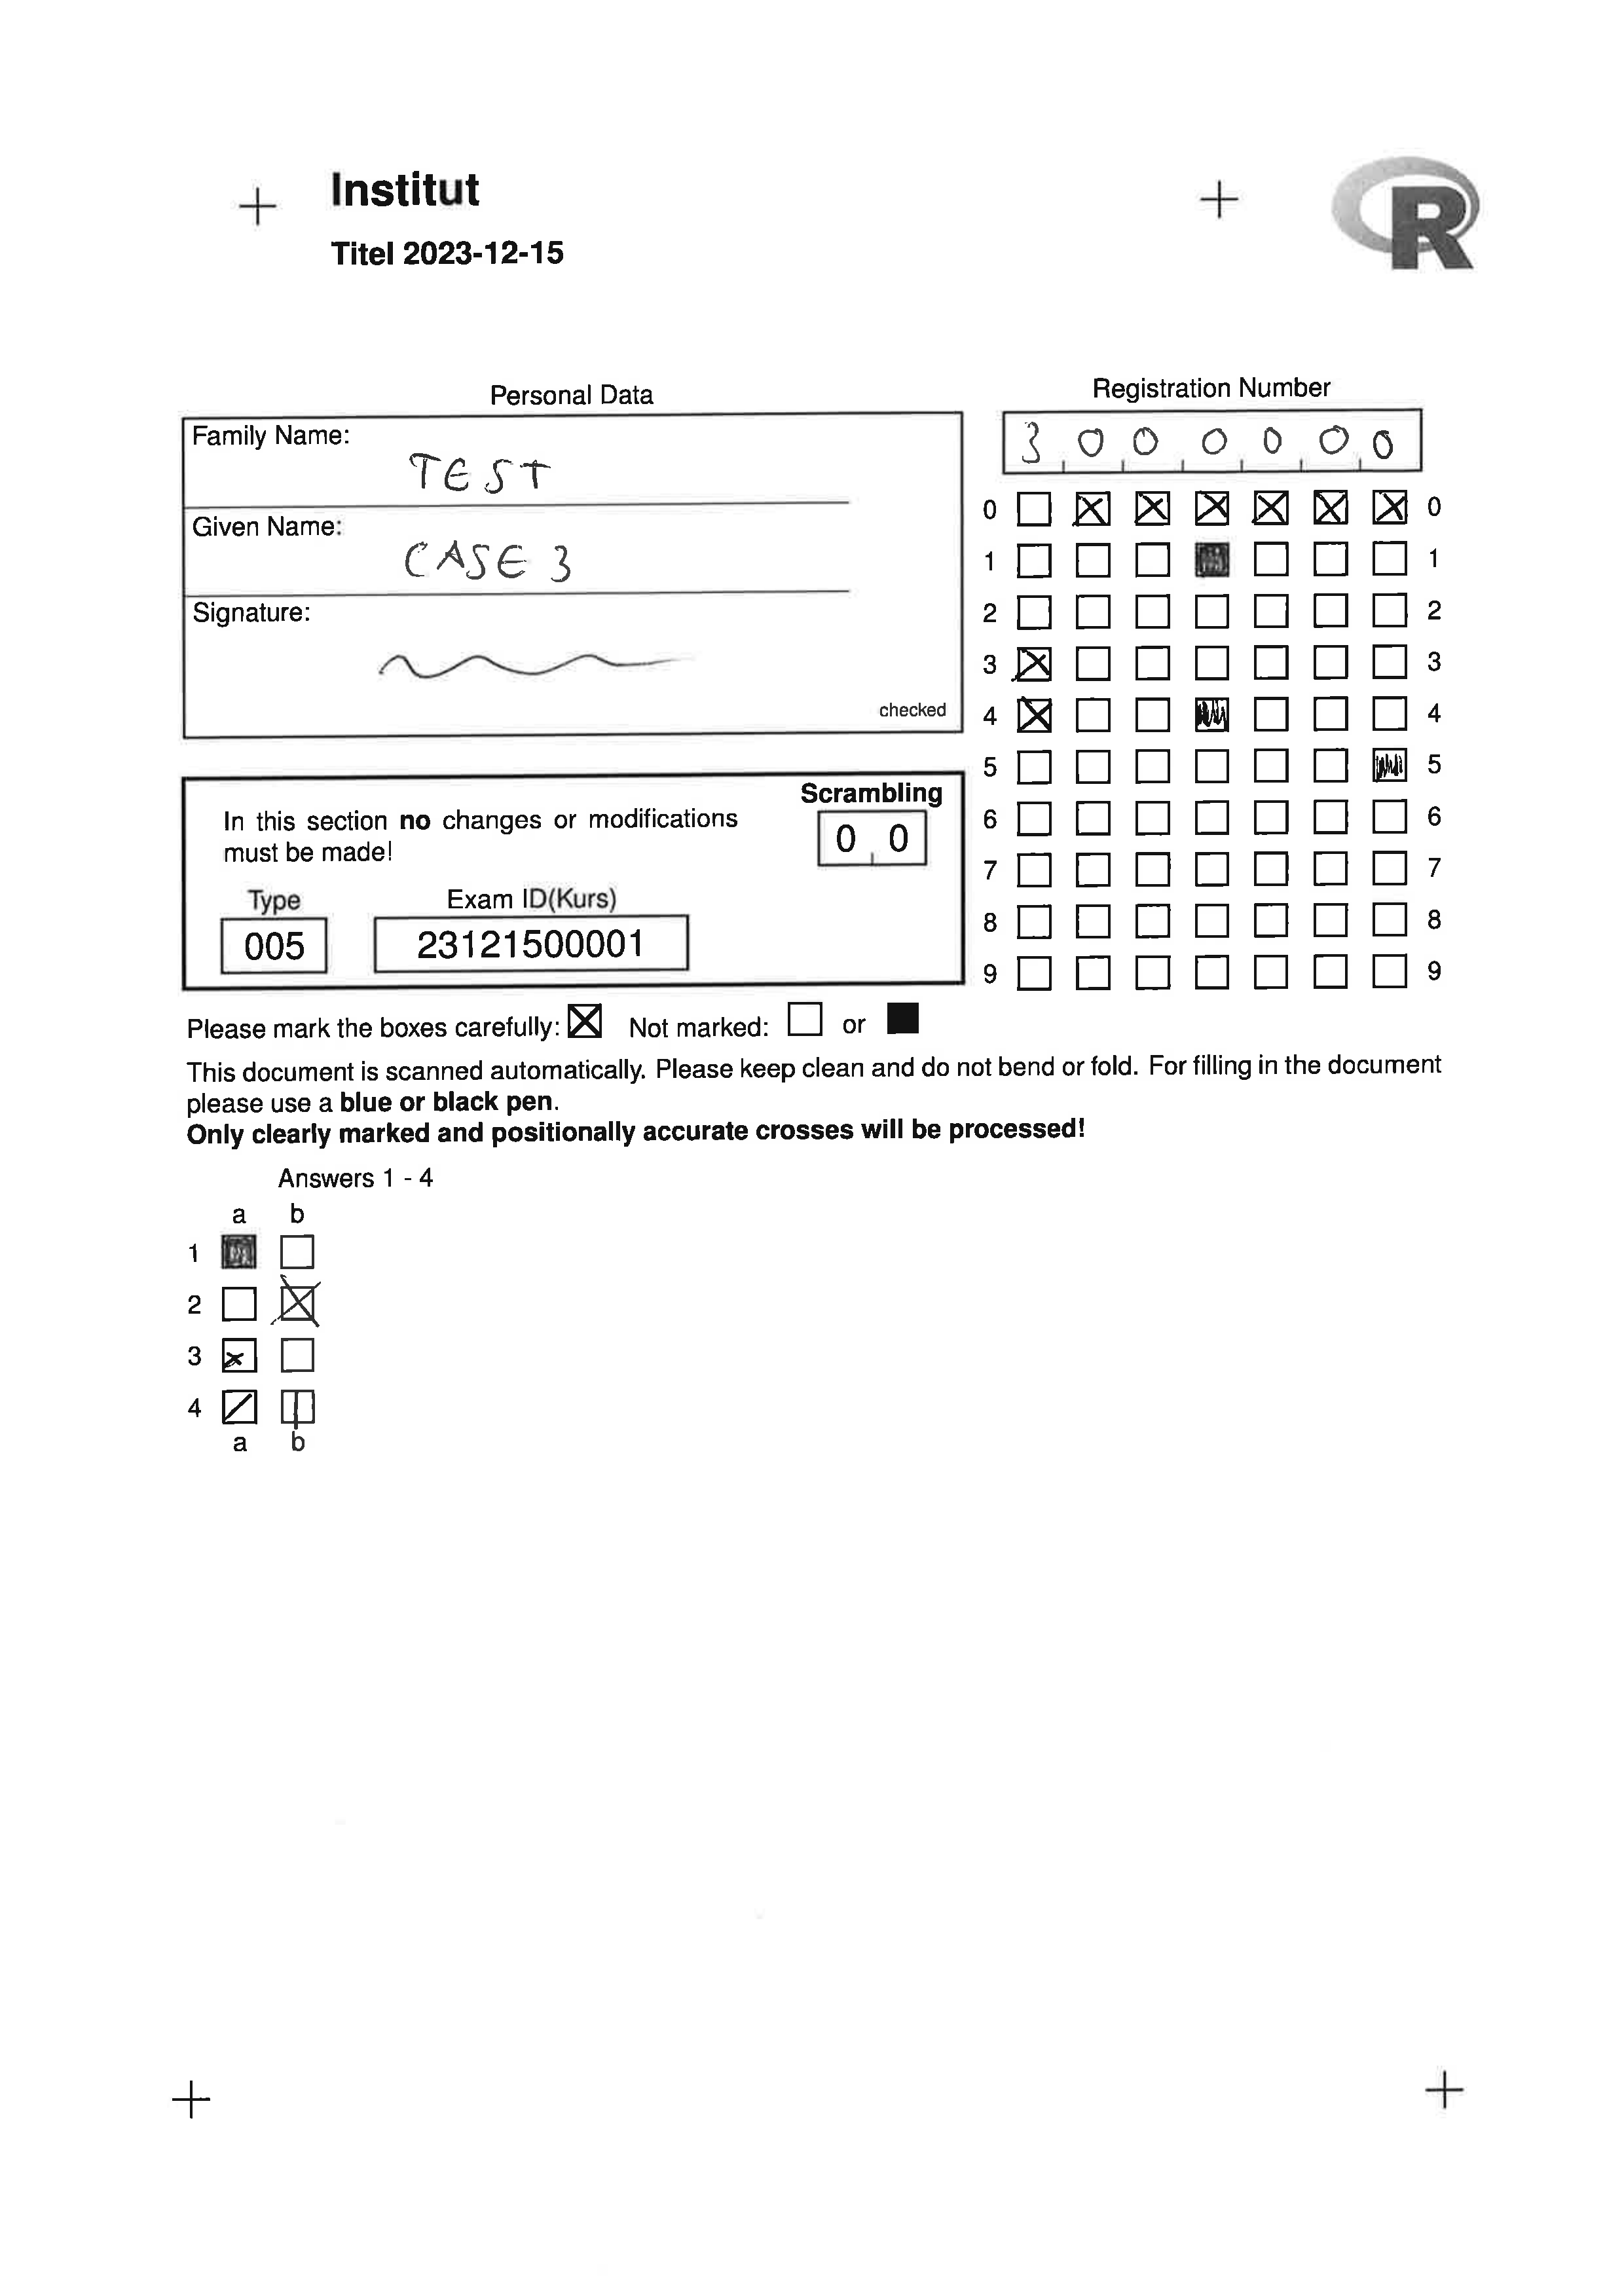 Institut
Titel 2023-12-15
R
Personal Data
Family Name:
TEST
Given Name:
CASE 3
Signature:
checked
Registration Number
3 0 0 0 0 0 0
0 0
1 1
2 2
3 3
4 4
5 5
6 6
7 7
8 8
9 9
Scrambling
0 0
In this section no changes or modifications
must be made!
Type
005
Exam ID(Kurs)
23121500001
Please mark the boxes carefully: Not marked: or
This document is scanned automatically. Please keep clean and do not bend or fold. For filling in the document
please use a blue or black pen.
Only clearly marked and positionally accurate crosses will be processed!
Answers 1 - 4
a b
1
2
3
4
a b